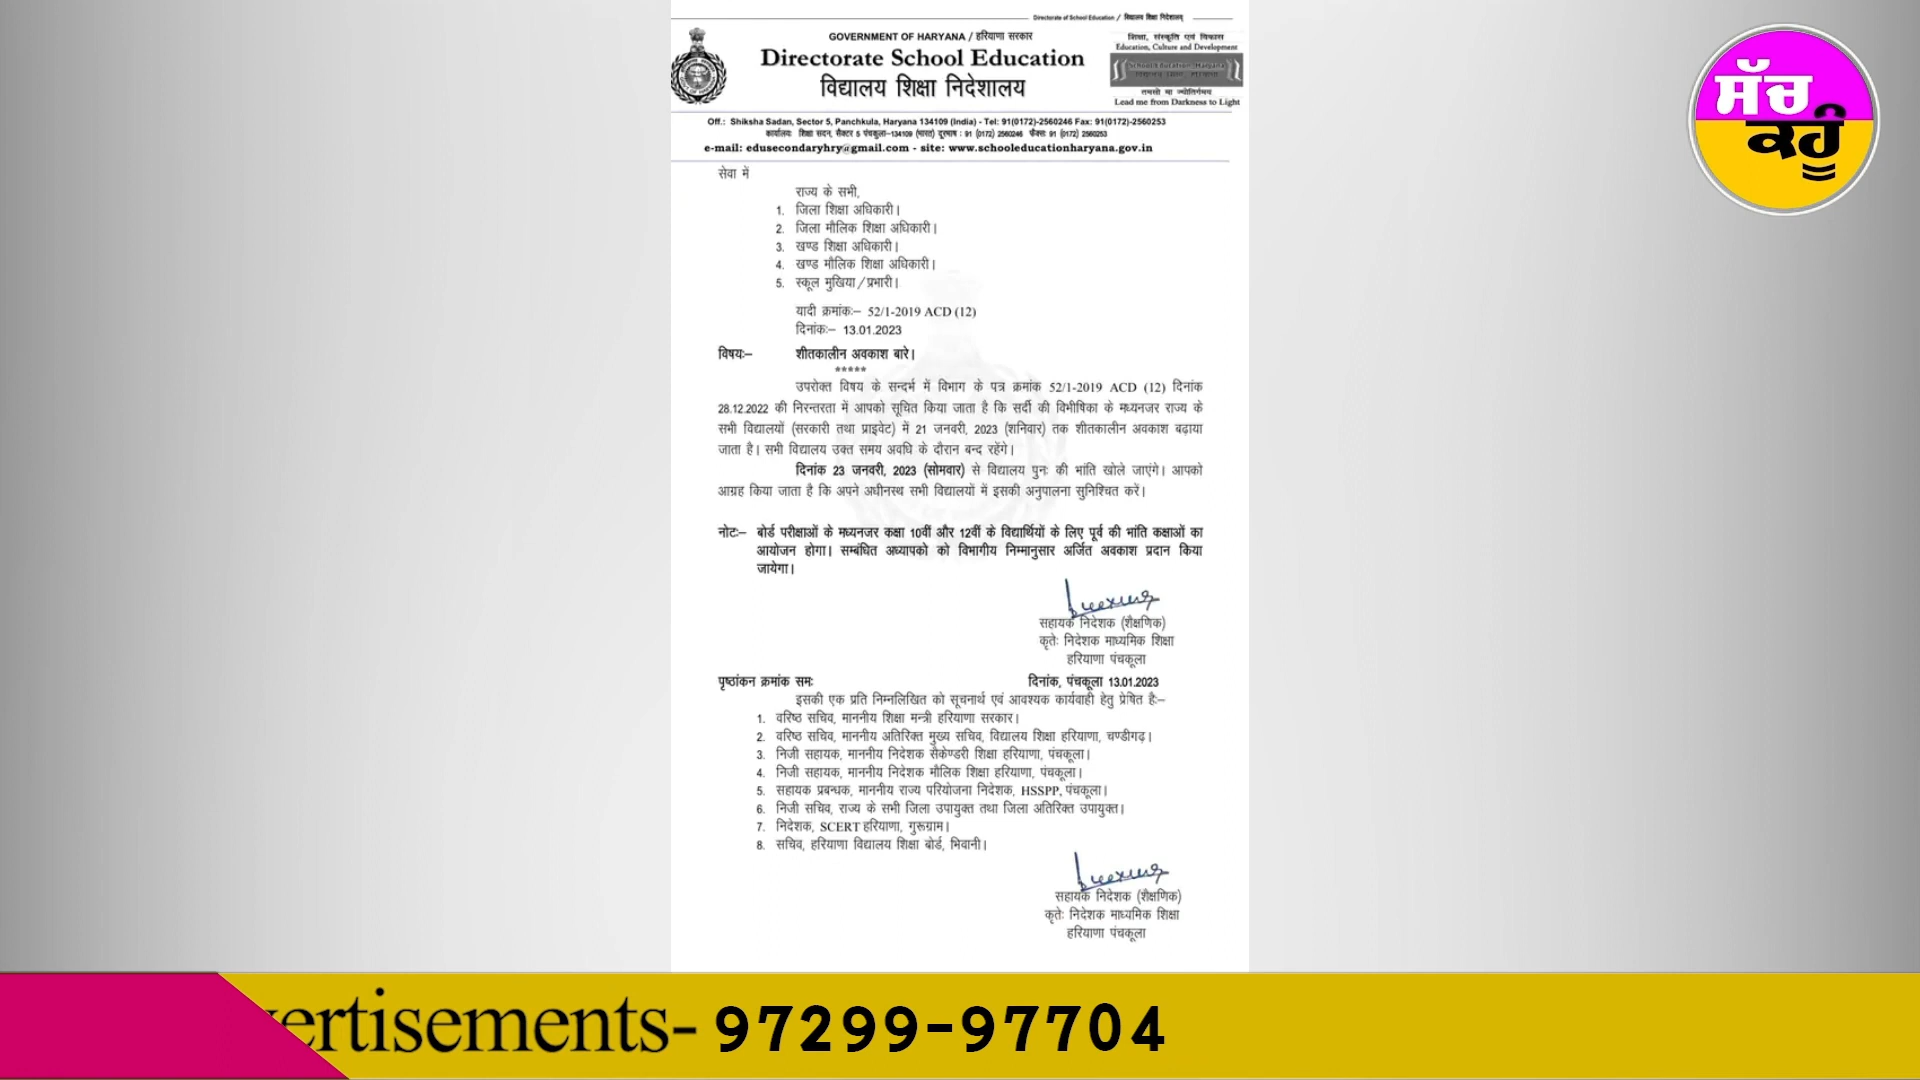 Directorate of School Education / विद्यालय शिक्षा निदेशालय
GOVERNMENT OF HARYANA / हरियाणा सरकार
Directorate School Education
विद्यालय शिक्षा निदेशालय
शिक्षा, संस्कृति एवं विकास
Education, Culture and Development
School Education, Haryana
तमसो मा ज्योतिर्गमय
Lead me from Darkness to Light
Off.: Shiksha Sadan, Sector 5, Panchkula, Haryana 134109 (India) - Tel: 91(0172)-2560246 Fax: 91(0172)-2560253
कार्यालयः शिक्षा सदन, सैक्टर 5 पंचकूला–134109 (भारत) दूरभाष : 91 (0172) 2560246 फैक्सः 91 (0172) 2560253
e-mail: edusecondaryhry@gmail.com - site: www.schooleducationharyana.gov.in
सेवा में
राज्य के सभी,
1. जिला शिक्षा अधिकारी।
2. जिला मौलिक शिक्षा अधिकारी।
3. खण्ड शिक्षा अधिकारी।
4. खण्ड मौलिक शिक्षा अधिकारी।
5. स्कूल मुखिया/प्रभारी।
यादी क्रमांकः– 52/1-2019 ACD (12)
दिनांकः– 13.01.2023
विषयः– शीतकालीन अवकाश बारे।
*****
उपरोक्त विषय के सन्दर्भ में विभाग के पत्र क्रमांक 52/1-2019 ACD (12) दिनांक
28.12.2022 की निरन्तरता में आपको सूचित किया जाता है कि सर्दी की विभीषिका के मध्यनजर राज्य के
सभी विद्यालयों (सरकारी तथा प्राइवेट) में 21 जनवरी, 2023 (शनिवार) तक शीतकालीन अवकाश बढ़ाया
जाता है। सभी विद्यालय उक्त समय अवधि के दौरान बन्द रहेंगे।
दिनांक 23 जनवरी, 2023 (सोमवार) से विद्यालय पुनः की भांति खोले जाएंगे। आपको
आग्रह किया जाता है कि अपने अधीनस्थ सभी विद्यालयों में इसकी अनुपालना सुनिश्चित करें।
नोटः– बोर्ड परीक्षाओं के मध्यनजर कक्षा 10वीं और 12वीं के विद्यार्थियों के लिए पूर्व की भांति कक्षाओं का
आयोजन होगा। सम्बंधित अध्यापको को विभागीय निम्मानुसार अर्जित अवकाश प्रदान किया
जायेगा।
सहायक निदेशक (शैक्षणिक)
कृतेः निदेशक माध्यमिक शिक्षा
हरियाणा पंचकूला
पृष्ठांकन क्रमांक समः दिनांक, पंचकूला 13.01.2023
इसकी एक प्रति निम्नलिखित को सूचनार्थ एवं आवश्यक कार्यवाही हेतु प्रेषित हैः–
1. वरिष्ठ सचिव, माननीय शिक्षा मन्त्री हरियाणा सरकार।
2. वरिष्ठ सचिव, माननीय अतिरिक्त मुख्य सचिव, विद्यालय शिक्षा हरियाणा, चण्डीगढ़।
3. निजी सहायक, माननीय निदेशक सैकेण्डरी शिक्षा हरियाणा, पंचकूला।
4. निजी सहायक, माननीय निदेशक मौलिक शिक्षा हरियाणा, पंचकूला।
5. सहायक प्रबन्धक, माननीय राज्य परियोजना निदेशक, HSSPP, पंचकूला।
6. निजी सचिव, राज्य के सभी जिला उपायुक्त तथा जिला अतिरिक्त उपायुक्त।
7. निदेशक, SCERT हरियाणा, गुरूग्राम।
8. सचिव, हरियाणा विद्यालय शिक्षा बोर्ड, भिवानी।
सहायक निदेशक (शैक्षणिक)
कृतेः निदेशक माध्यमिक शिक्षा
हरियाणा पंचकूला
ਸੱਚ
ਕਹੂੰ
ertisements- 97299-97704